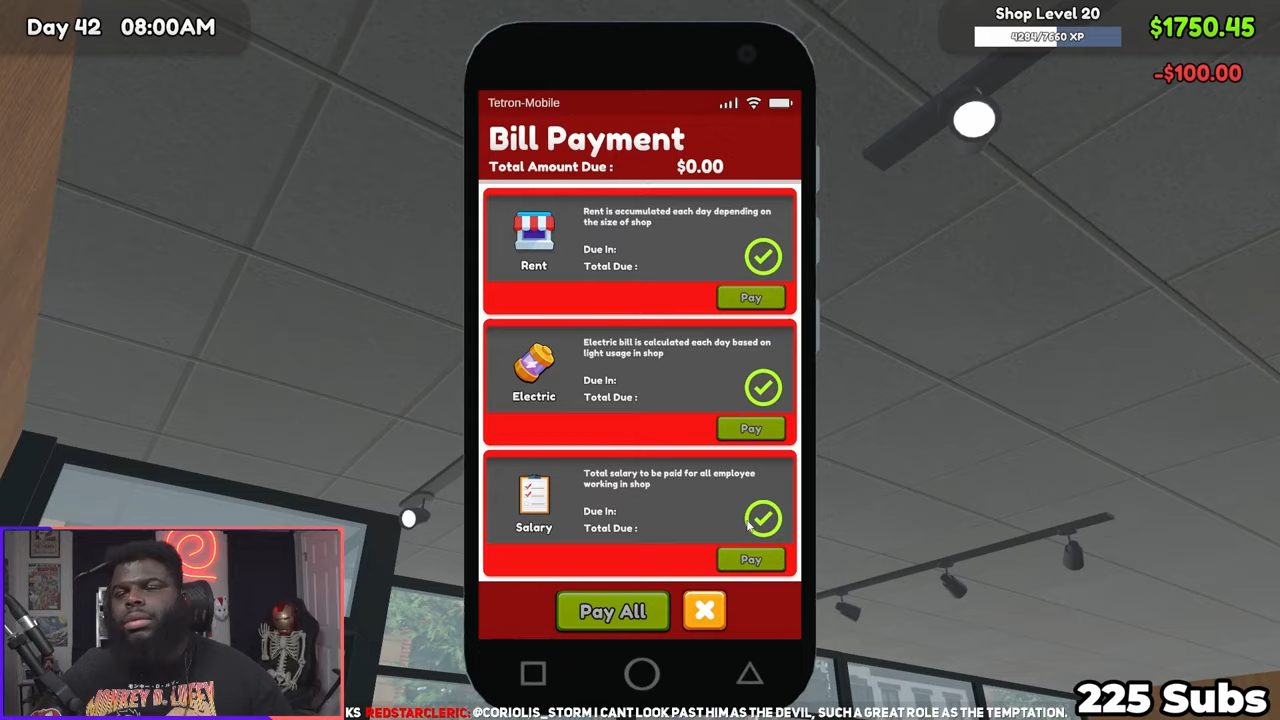 Day 42 08:00AM
Shop Level 20
4284/7660 XP
$1750.45
-$100.00
Tetron-Mobile
Bill Payment
Total Amount Due : $0.00
Rent is accumulated each day depending on
the size of shop
Due In:
Total Due :
Rent
Pay
Electric bill is calculated each day based on
light usage in shop
Due In:
Total Due :
Electric
Pay
Total salary to be paid for all employee
working in shop
Due In:
Total Due :
Salary
Pay
Pay All
225 Subs
KS REDSTARCLERIC: @CORIOLIS_STORM I CANT LOOK PAST HIM AS THE DEVIL, SUCH A GREAT ROLE AS THE TEMPTATION.